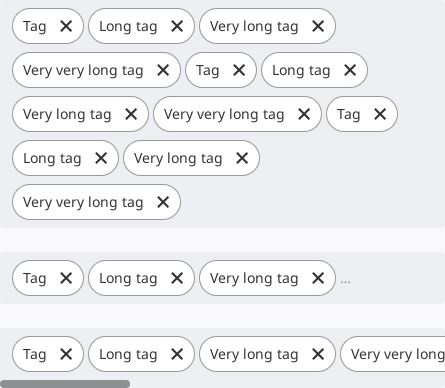 Tag Long tag Very long tag
Very very long tag Tag Long tag
Very long tag Very very long tag Tag
Long tag Very long tag
Very very long tag
Tag Long tag Very long tag ...
Tag Long tag Very long tag Very very long